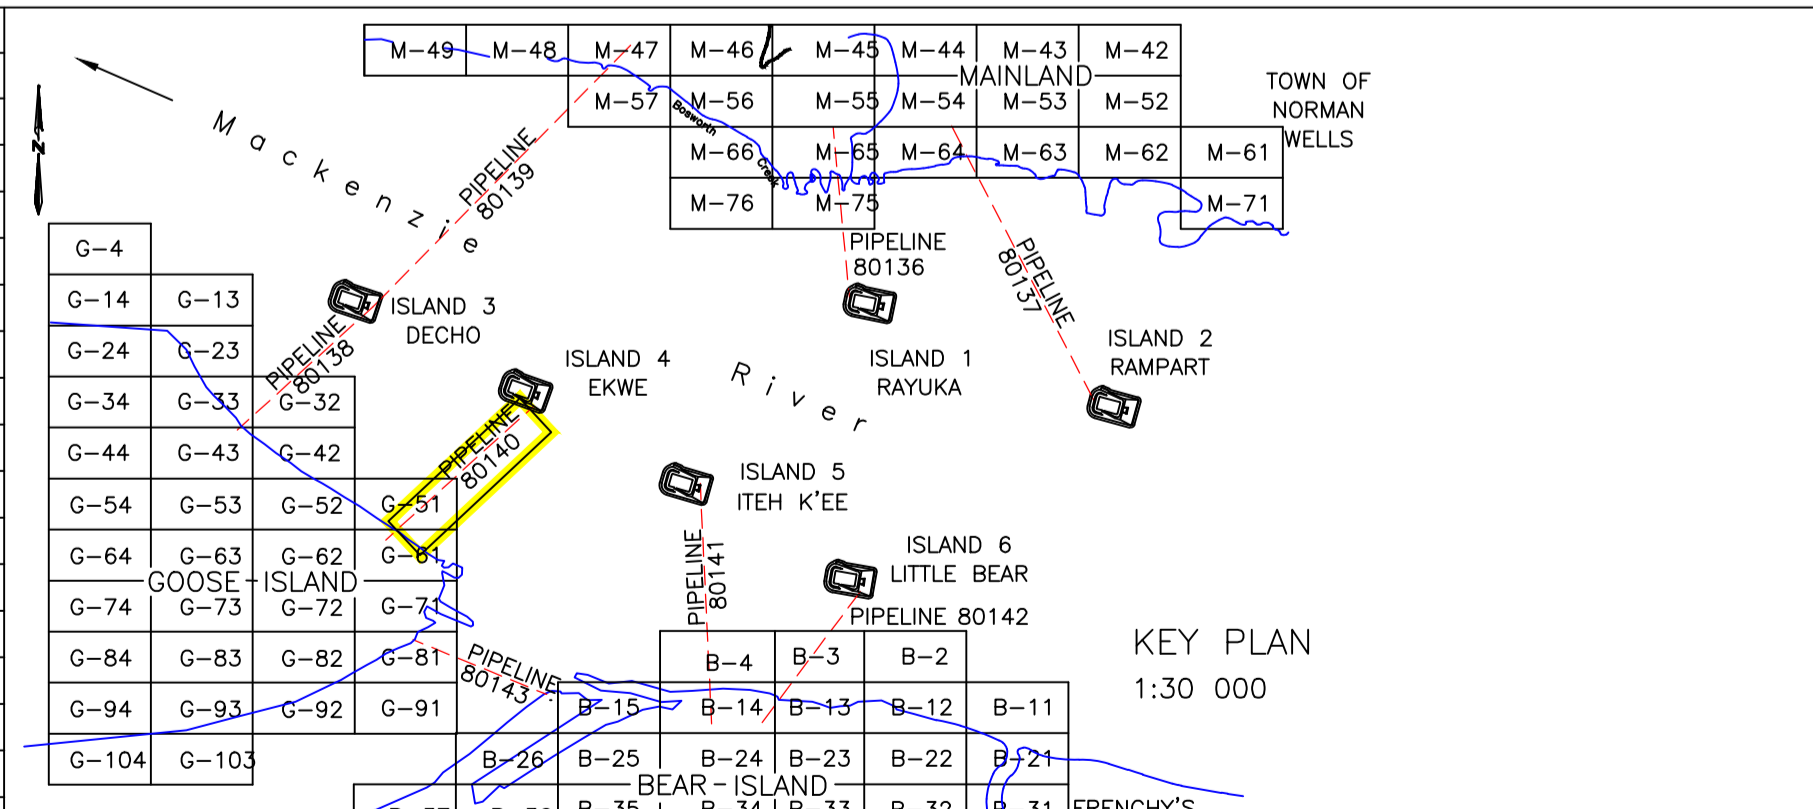 M-49 M-48 M-47 M-46 M-45 M-44 M-43 M-42
MAINLAND
M-57 M-56 M-55 M-54 M-53 M-52
M-66 M-65 M-64 M-63 M-62 M-61
M-76 M-75 M-71
TOWN OF
NORMAN
WELLS
Bosworth
Creek
Mackenzie
River
N
PIPELINE
80139
PIPELINE
80136
PIPELINE
80137
ISLAND 3
DECHO
PIPELINE
80138
ISLAND 4
EKWE
ISLAND 1
RAYUKA
ISLAND 2
RAMPART
PIPELINE
80140
ISLAND 5
ITEH K'EE
PIPELINE
80141
ISLAND 6
LITTLE BEAR
PIPELINE 80142
PIPELINE
80143
G-4
G-14 G-13
G-24 G-23
G-34 G-33 G-32
G-44 G-43 G-42
G-54 G-53 G-52 G-51
G-64 G-63 G-62 G-61
GOOSE ISLAND
G-74 G-73 G-72 G-71
G-84 G-83 G-82 G-81
G-94 G-93 G-92 G-91
G-104 G-103
B-4 B-3 B-2
B-15 B-14 B-13 B-12 B-11
B-26 B-25 B-24 B-23 B-22 B-21
BEAR ISLAND
B-35 B-34 B-33 B-32 B-31
FRENCHY'S
KEY PLAN
1:30 000